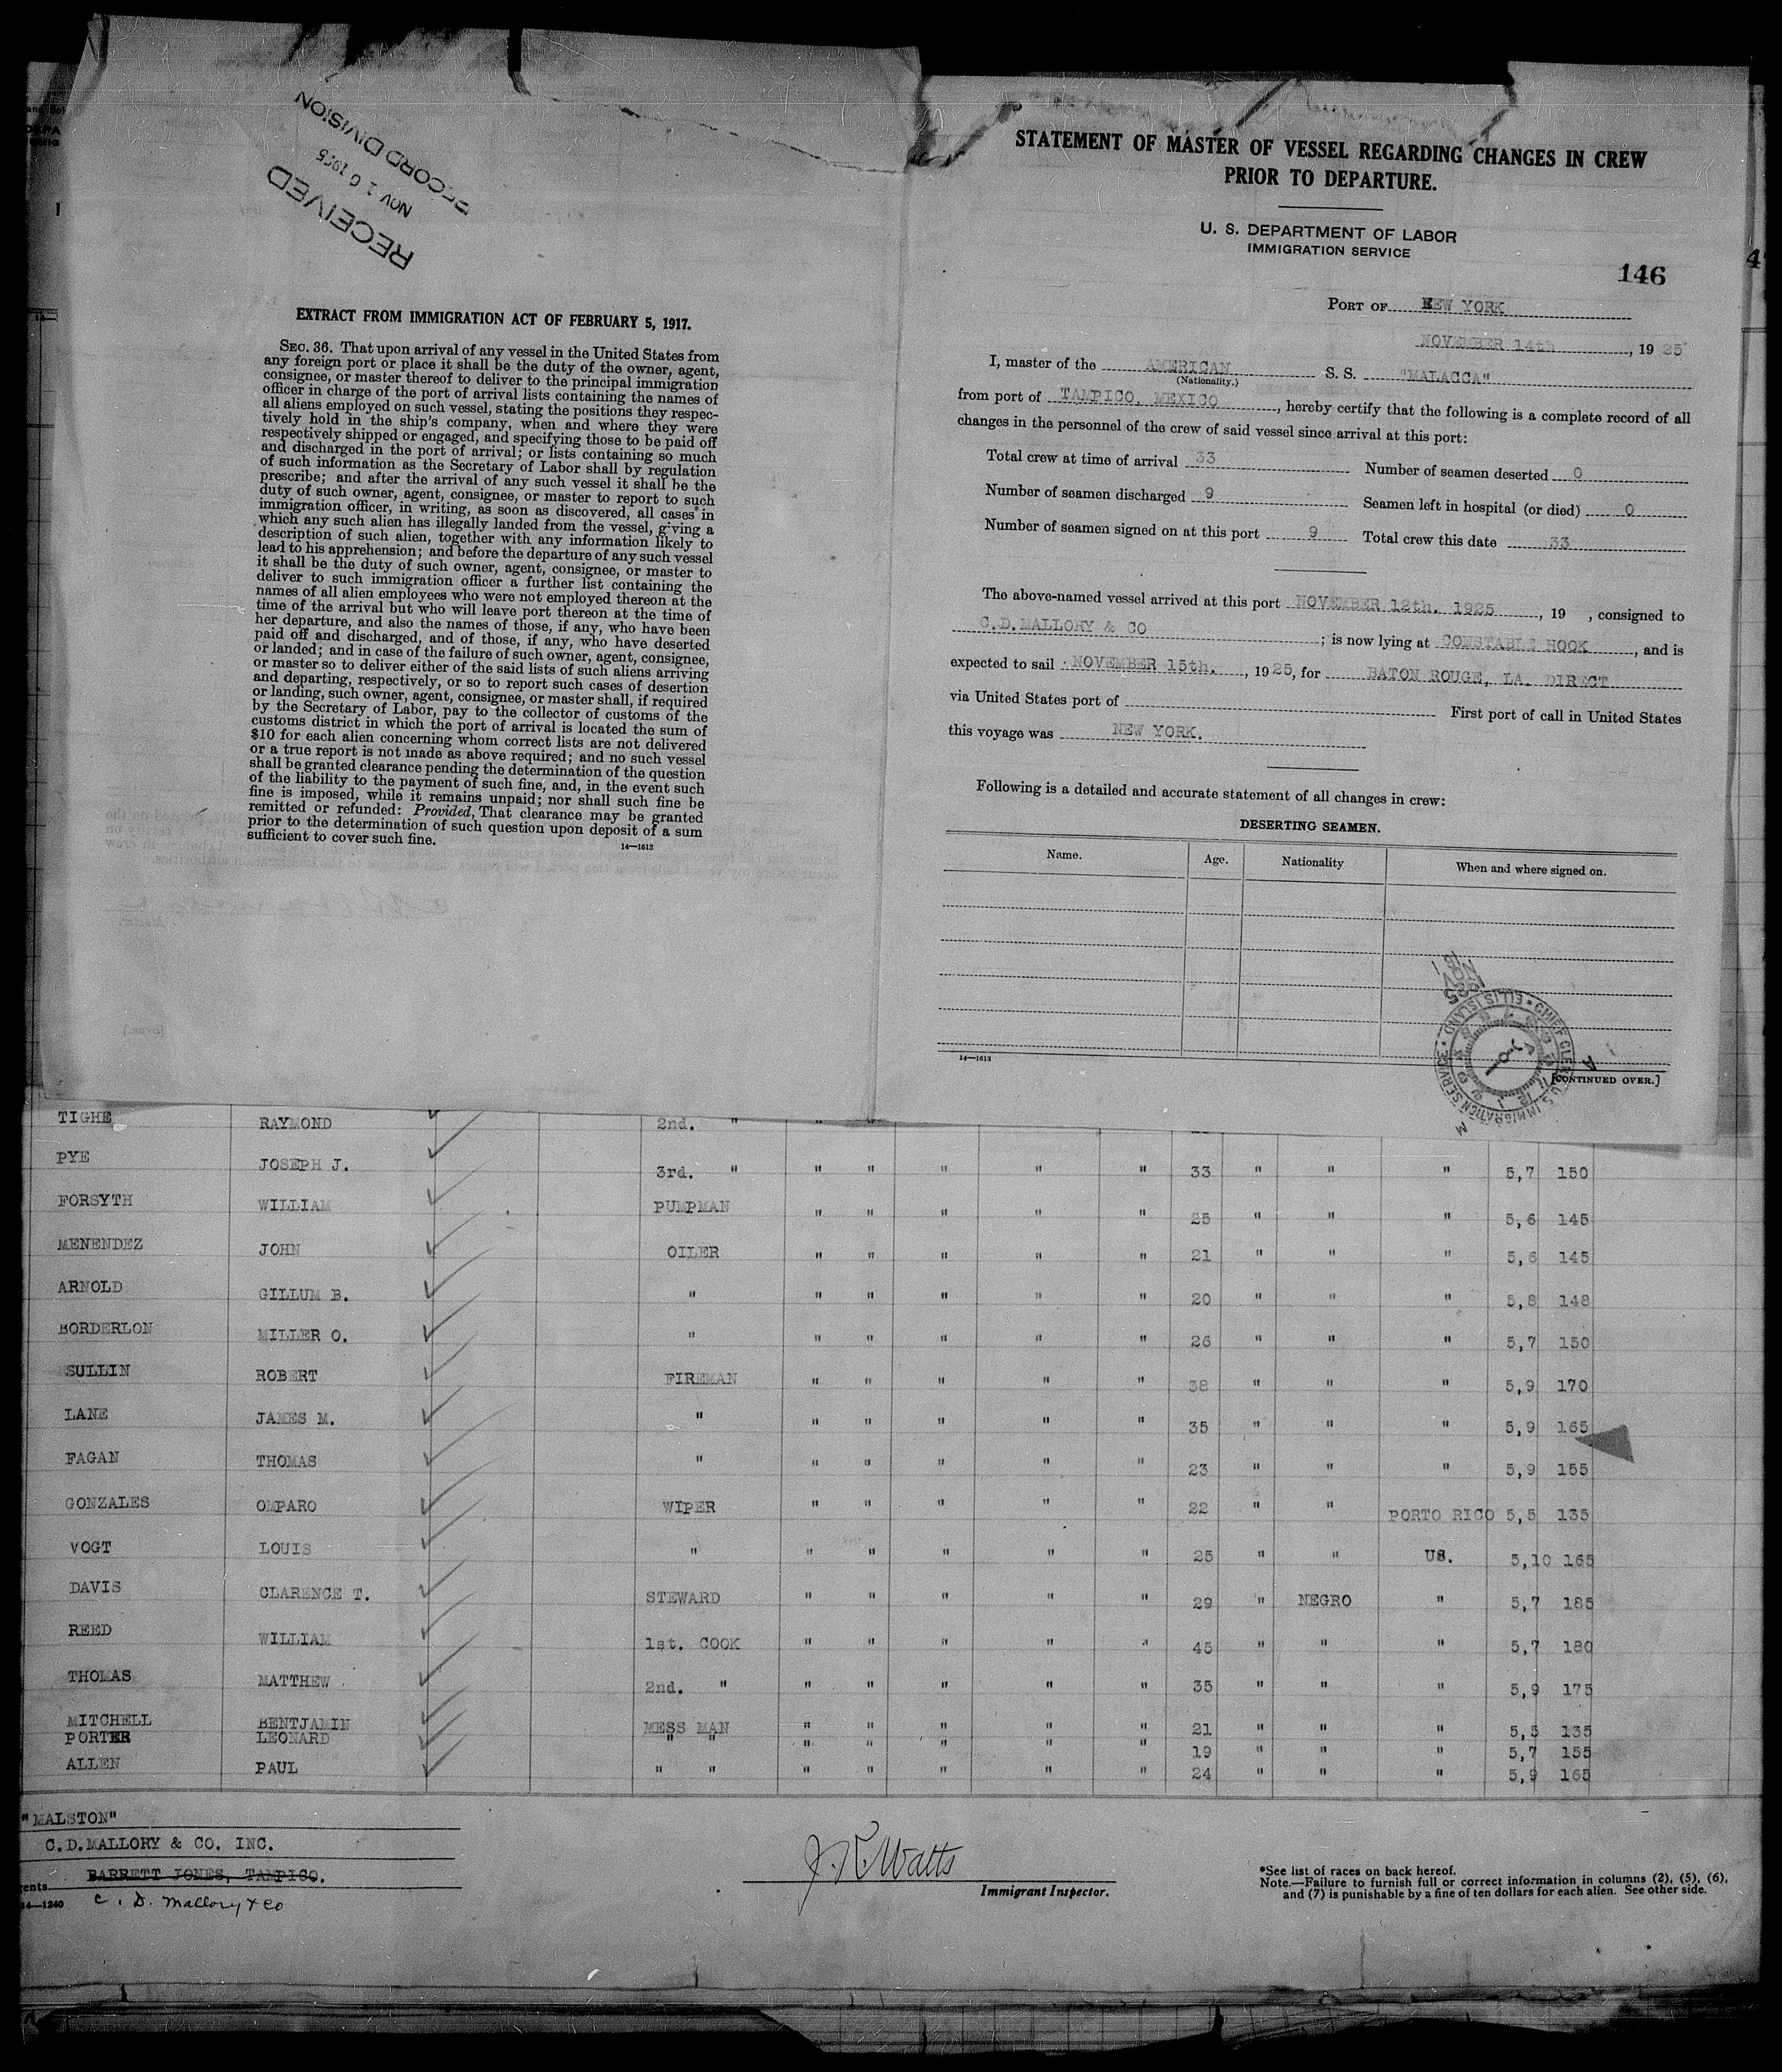 RECEIVED
NOV 16 1925
RECORD DIVISION
EXTRACT FROM IMMIGRATION ACT OF FEBRUARY 5, 1917.
SEC. 36. That upon arrival of any vessel in the United States from
any foreign port or place it shall be the duty of the owner, agent,
consignee, or master thereof to deliver to the principal immigration
officer in charge of the port of arrival lists containing the names of
all aliens employed on such vessel, stating the positions they respec-
tively hold in the ship's company, when and where they were
respectively shipped or engaged, and specifying those to be paid off
and discharged in the port of arrival; or lists containing so much
of such information as the Secretary of Labor shall by regulation
prescribe; and after the arrival of any such vessel it shall be the
duty of such owner, agent, consignee, or master to report to such
immigration officer, in writing, as soon as discovered, all cases in
which any such alien has illegally landed from the vessel, giving a
description of such alien, together with any information likely to
lead to his apprehension; and before the departure of any such vessel
it shall be the duty of such owner, agent, consignee, or master to
deliver to such immigration officer a further list containing the
names of all alien employees who were not employed thereon at the
time of the arrival but who will leave port thereon at the time of
her departure, and also the names of those, if any, who have been
paid off and discharged, and of those, if any, who have deserted
or landed; and in case of the failure of such owner, agent, consignee,
or master so to deliver either of the said lists of such aliens arriving
and departing, respectively, or so to report such cases of desertion
or landing, such owner, agent, consignee, or master shall, if required
by the Secretary of Labor, pay to the collector of customs of the
customs district in which the port of arrival is located the sum of
$10 for each alien concerning whom correct lists are not delivered
or a true report is not made as above required; and no such vessel
shall be granted clearance pending the determination of the question
of the liability to the payment of such fine, and, in the event such
fine is imposed, while it remains unpaid; nor shall such fine be
remitted or refunded: Provided, That clearance may be granted
prior to the determination of such question upon deposit of a sum
sufficient to cover such fine.
14—1613
STATEMENT OF MASTER OF VESSEL REGARDING CHANGES IN CREW
PRIOR TO DEPARTURE.
U. S. DEPARTMENT OF LABOR
IMMIGRATION SERVICE
146
PORT OF NEW YORK
NOVEMBER 14th, 1925
I, master of the AMERICAN S. S. "MALACCA"
(Nationality.)
from port of TAMPICO, MEXICO, hereby certify that the following is a complete record of all
changes in the personnel of the crew of said vessel since arrival at this port:
Total crew at time of arrival 33 Number of seamen deserted 0
Number of seamen discharged 9 Seamen left in hospital (or died) 0
Number of seamen signed on at this port 9 Total crew this date 33
The above-named vessel arrived at this port NOVEMBER 12th. 1925, 19 , consigned to
C.D.MALLORY & CO; is now lying at CONSTABLE HOOK, and is
expected to sail NOVEMBER 15th., 1925, for BATON ROUGE, LA. DIRECT
via United States port of First port of call in United States
this voyage was NEW YORK.
Following is a detailed and accurate statement of all changes in crew:
DESERTING SEAMEN.
Name. Age. Nationality When and where signed on.
14—1613
[CONTINUED OVER.]
1925 NOV
CHIEF CLERK U.S. IMMIGRATION SERVICE • ELLIS ISLAND
TIGHE RAYMOND 2nd. "
PYE JOSEPH J. 3rd. " " " " " " 33 " " " 5,7 150
FORSYTH WILLIAM PUMPMAN " " " " " 25 " " " 5,6 145
MENENDEZ JOHN OILER " " " " " 21 " " " 5,6 145
ARNOLD GILLUM B. " " " " " " 20 " " " 5,8 148
BORDERLON MILLER O. " " " " " " 26 " " " 5,7 150
SULLIN ROBERT FIREMAN " " " " " 38 " " " 5,9 170
LANE JAMES M. " " " " " " 35 " " " 5,9 165
FAGAN THOMAS " " " " " " 23 " " " 5,9 155
GONZALES OMPARO WIPER " " " " " 22 " " PORTO RICO 5,5 135
VOGT LOUIS " " " " " " 25 " " US. 5,10 165
DAVIS CLARENCE T. STEWARD " " " " " 29 " NEGRO " 5,7 185
REED WILLIAM 1st. COOK " " " " " 45 " " " 5,7 180
THOMAS MATTHEW 2nd. " " " " " " 35 " " " 5,9 175
MITCHELL BENTJAMIN MESS MAN " " " " " 21 " " " 5,5 135
PORTER LEONARD " " " " " " " 19 " " " 5,7 155
ALLEN PAUL " " " " " " " 24 " " " 5,9 165
"MALSTON"
C.D.MALLORY & CO. INC.
BARRETT JONES, TAMPICO.
C. D. Mallory & Co
14—1240
J. R. Watts
Immigrant Inspector.
*See list of races on back hereof.
Note.—Failure to furnish full or correct information in columns (2), (5), (6),
and (7) is punishable by a fine of ten dollars for each alien. See other side.